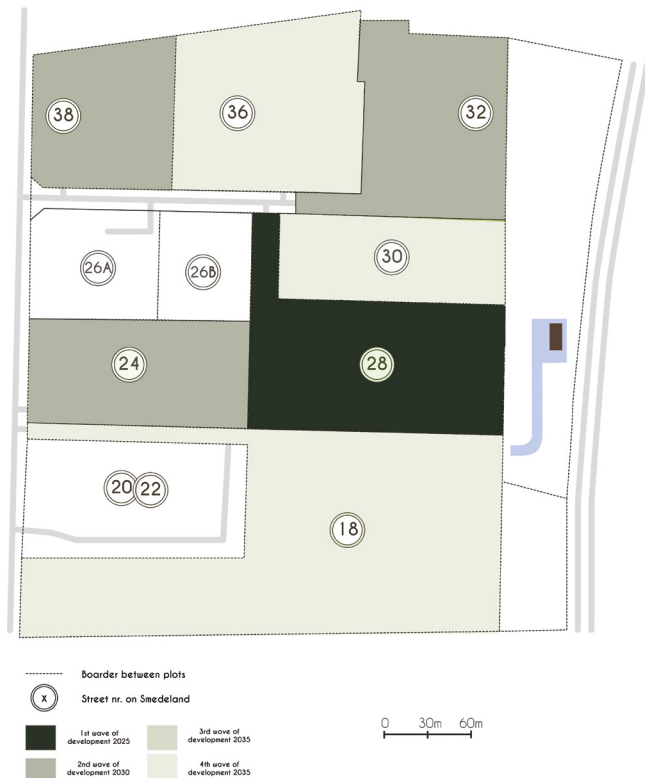 38
36
32
26A
26B
30
24
28
20
22
18
Boarder between plots
x
Street nr. on Smedeland
1st wave of
development 2025
3rd wave of
development 2035
2nd wave of
development 2030
4th wave of
development 2035
0 30m 60m